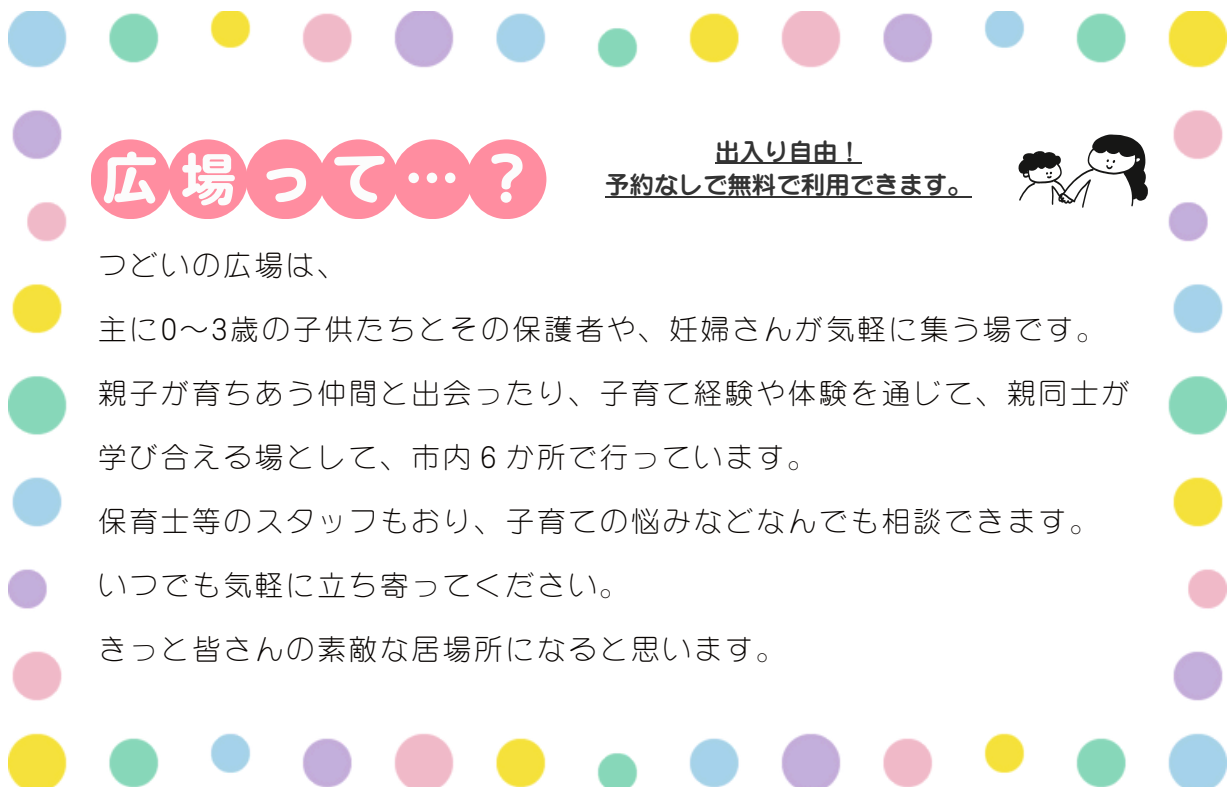 広場って…？
出入り自由！
予約なしで無料で利用できます。
つどいの広場は、
主に0～3歳の子供たちとその保護者や、妊婦さんが気軽に集う場です。
親子が育ちあう仲間と出会ったり、子育て経験や体験を通じて、親同士が
学び合える場として、市内６か所で行っています。
保育士等のスタッフもおり、子育ての悩みなどなんでも相談できます。
いつでも気軽に立ち寄ってください。
きっと皆さんの素敵な居場所になると思います。